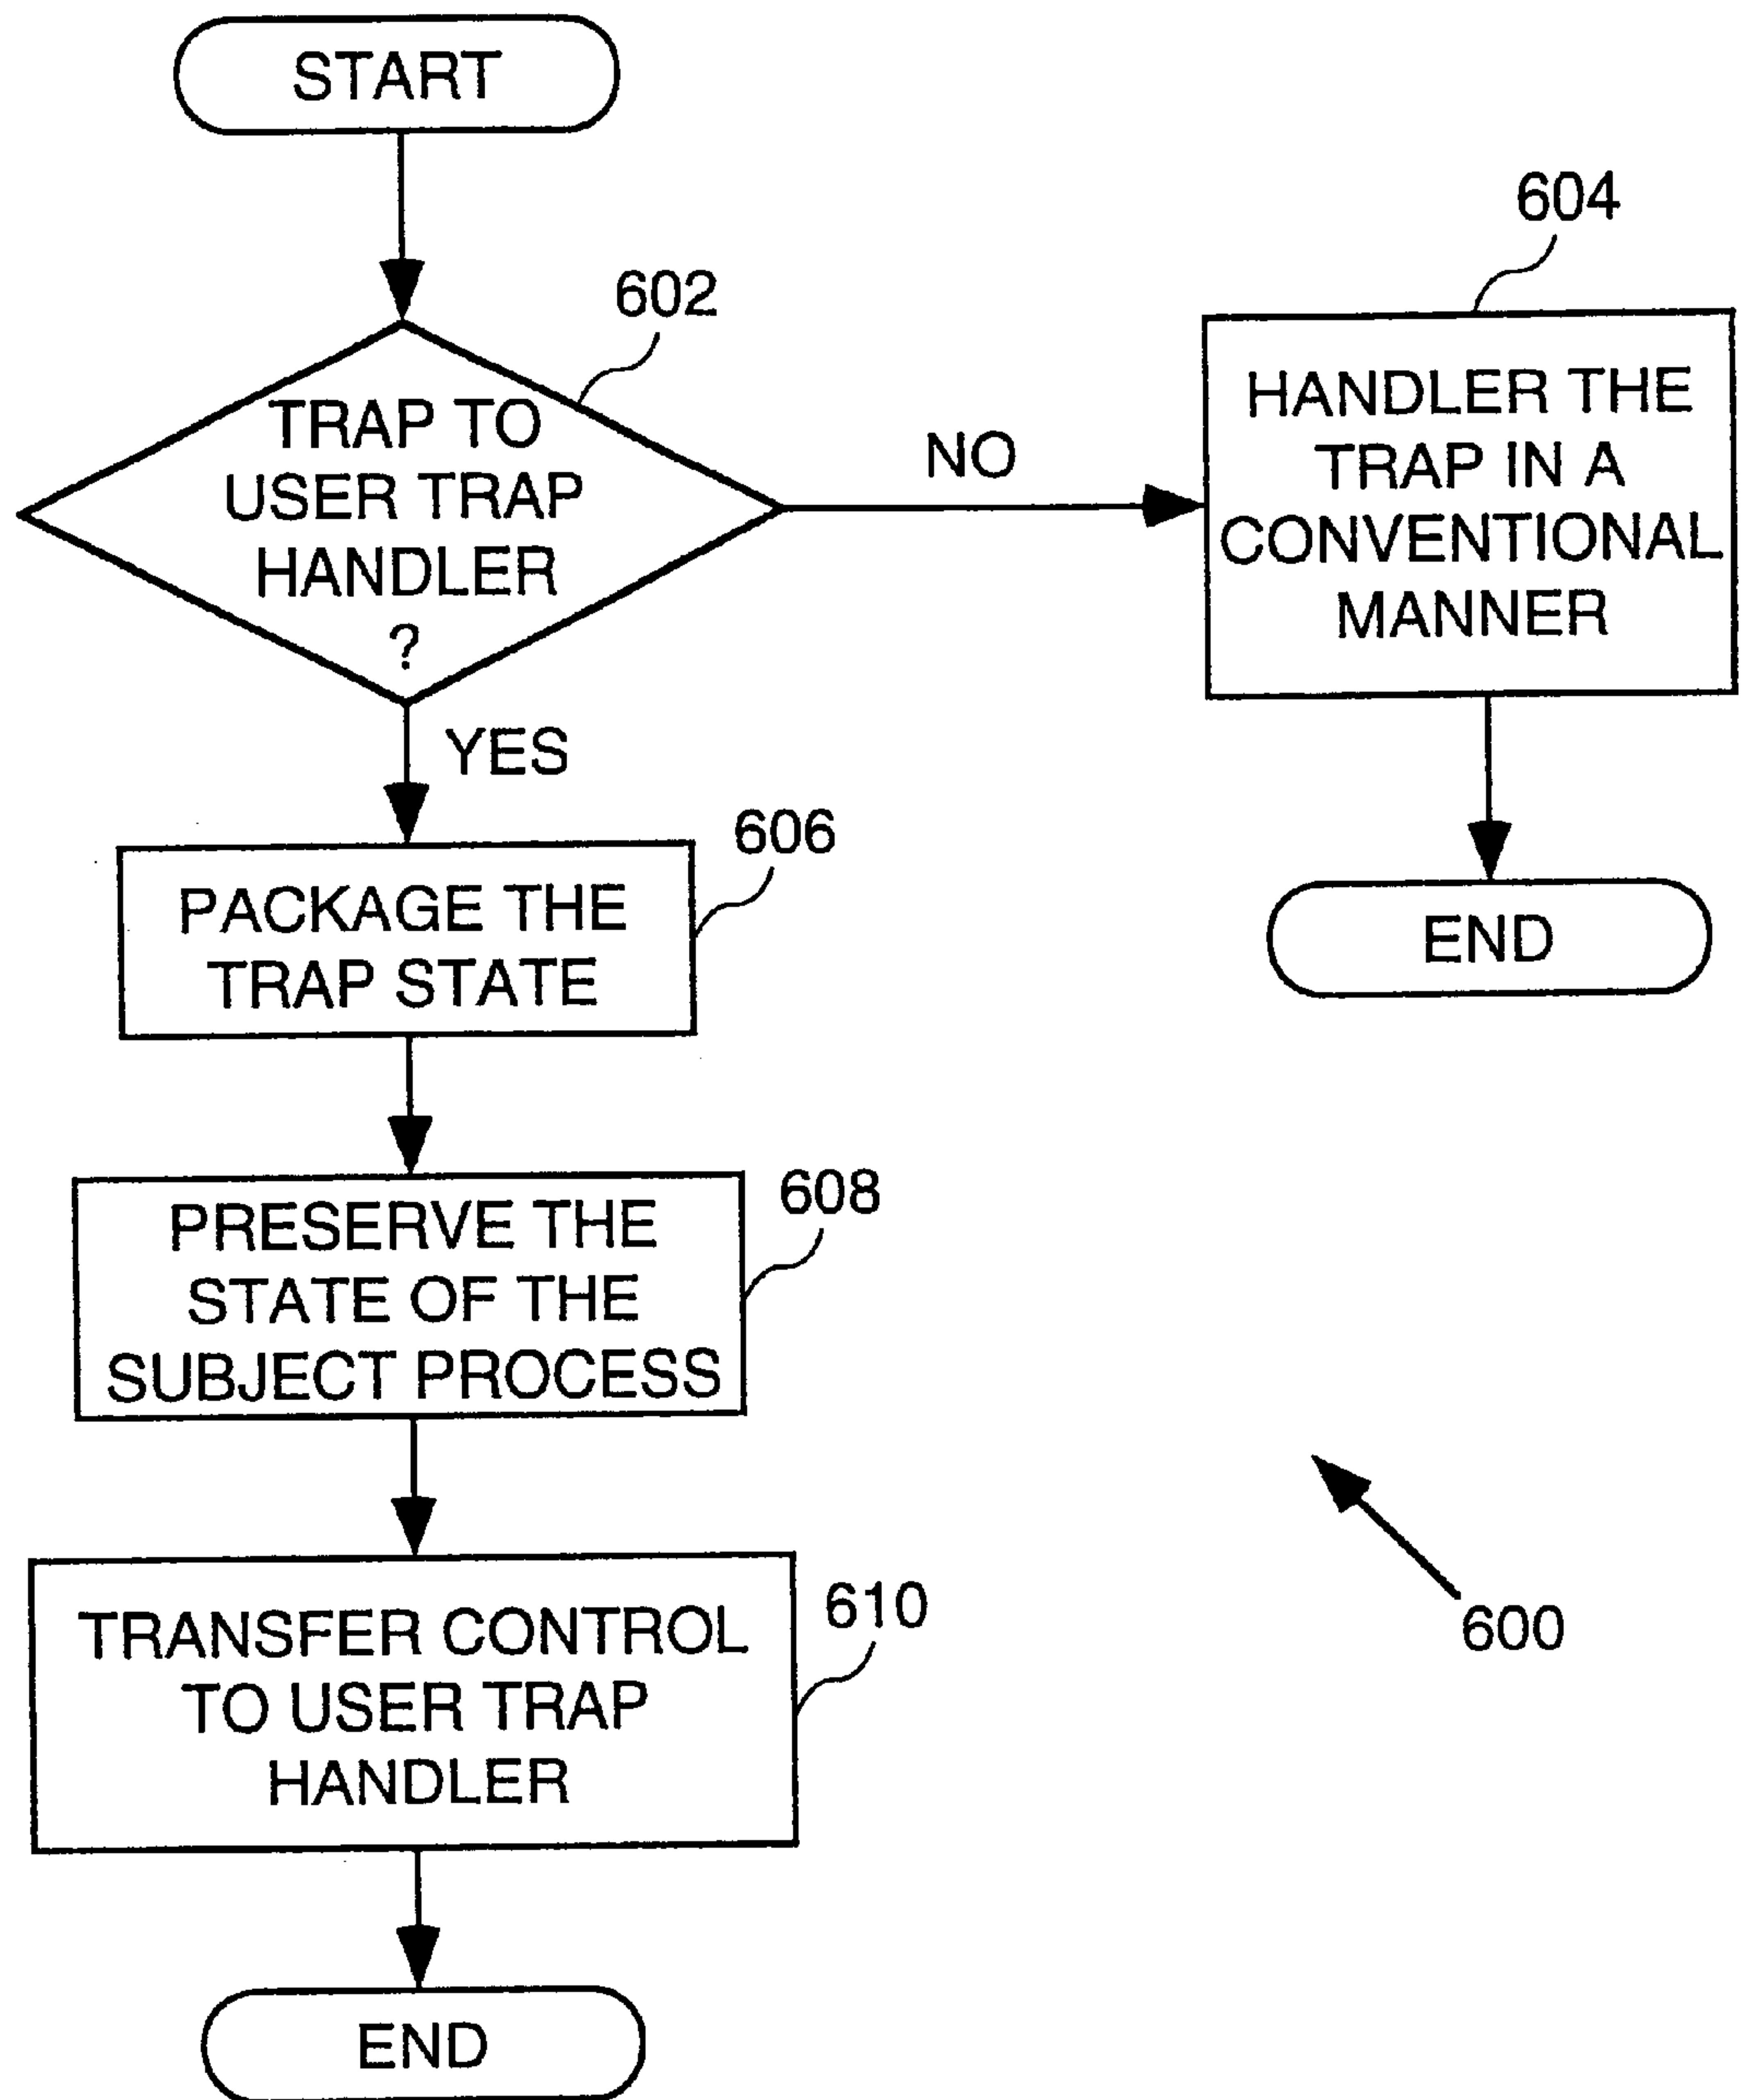 START
602
TRAP TO
USER TRAP
HANDLER
?
NO
604
HANDLER THE
TRAP IN A
CONVENTIONAL
MANNER
END
YES
606
PACKAGE THE
TRAP STATE
608
PRESERVE THE
STATE OF THE
SUBJECT PROCESS
610
TRANSFER CONTROL
TO USER TRAP
HANDLER
END
600